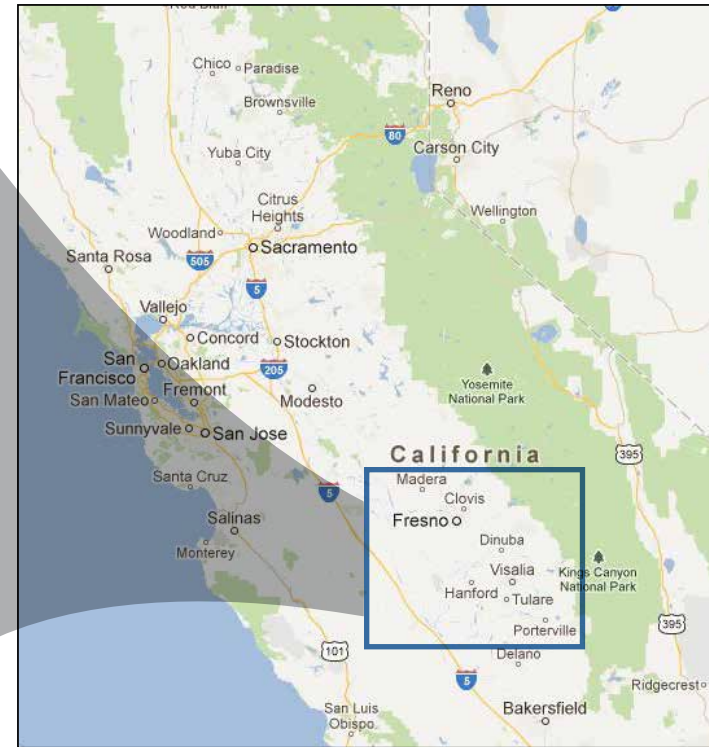 Red Bluff
Chico
Paradise
Reno
Brownsville
80
Carson City
Yuba City
Citrus
Heights
Wellington
Woodland
Sacramento
Santa Rosa
505
5
Vallejo
Concord
Stockton
San
Francisco
Oakland
205
Yosemite
National Park
San Mateo
Fremont
Modesto
Sunnyvale
San Jose
California
395
Santa Cruz
Madera
5
Clovis
Salinas
Fresno
Monterey
Dinuba
Visalia
Kings Canyon
National Park
Hanford
Tulare
Porterville
395
101
Delano
5
Ridgecrest
San Luis
Obispo
Bakersfield